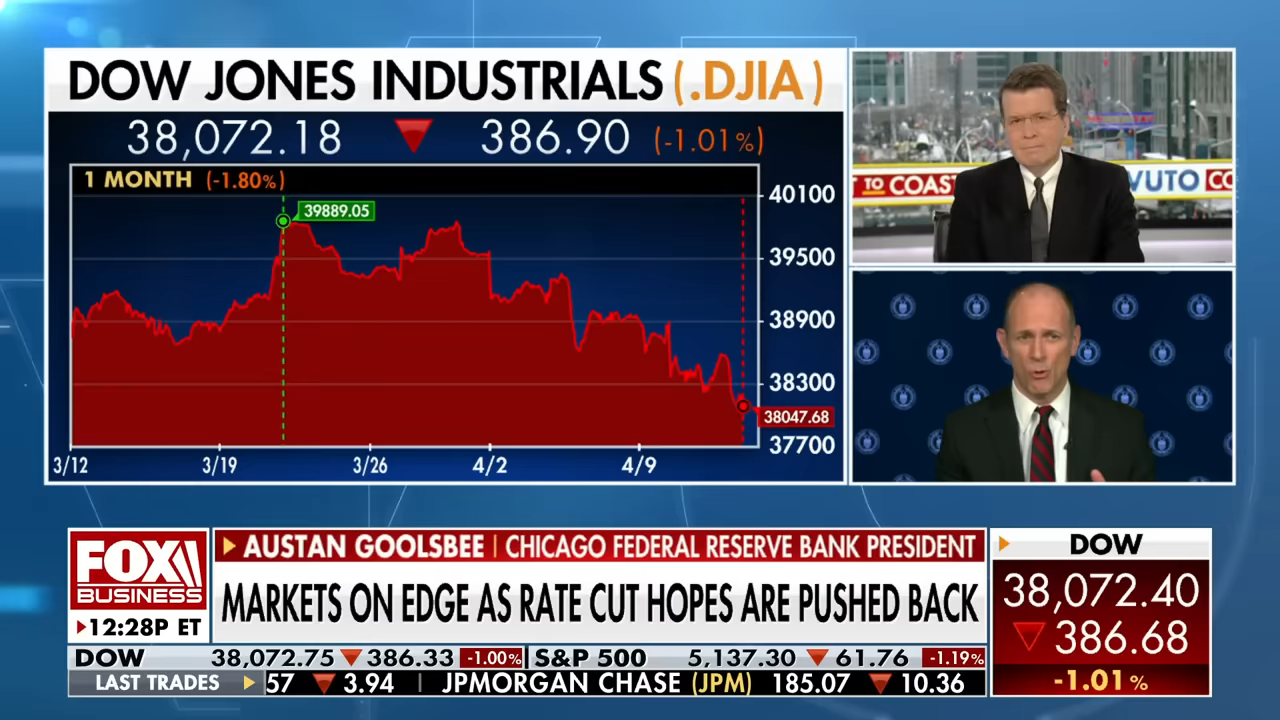 DOW JONES INDUSTRIALS (.DJIA)
38,072.18 ▼ 386.90 (-1.01%)
1 MONTH (-1.80%)
39889.05
40100
39500
38900
38300
38047.68
37700
3/12 3/19 3/26 4/2 4/9
TO COAST
VUTO CO
FOX
BUSINESS
12:28P ET
AUSTAN GOOLSBEE | CHICAGO FEDERAL RESERVE BANK PRESIDENT
MARKETS ON EDGE AS RATE CUT HOPES ARE PUSHED BACK
DOW
38,072.40
▼ 386.68
-1.01%
DOW 38,072.75 ▼ 386.33 -1.00% S&P 500 5,137.30 ▼ 61.76 -1.19%
LAST TRADES 57 ▼ 3.94 | JPMORGAN CHASE (JPM) 185.07 ▼ 10.36